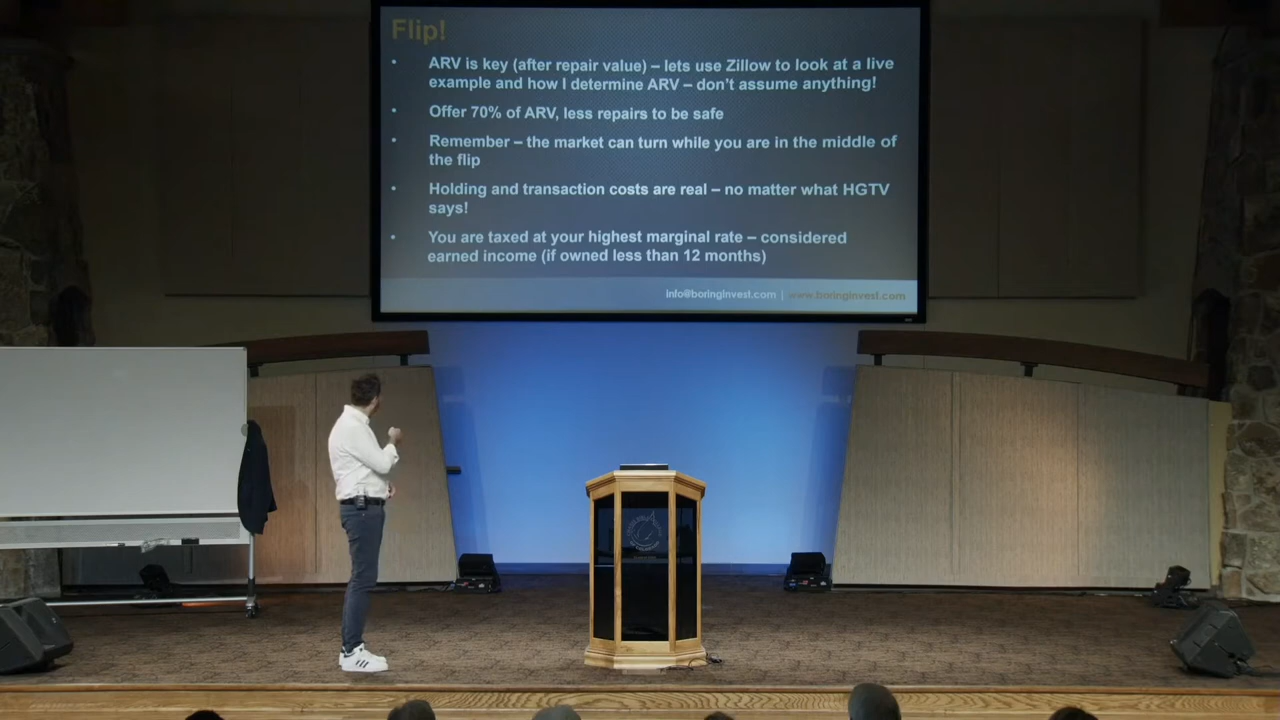 Flip!
• ARV is key (after repair value) – lets use Zillow to look at a live
example and how I determine ARV – don't assume anything!
• Offer 70% of ARV, less repairs to be safe
• Remember – the market can turn while you are in the middle of
the flip
• Holding and transaction costs are real – no matter what HGTV
says!
• You are taxed at your highest marginal rate – considered
earned income (if owned less than 12 months)
info@boringinvest.com | www.boringinvest.com